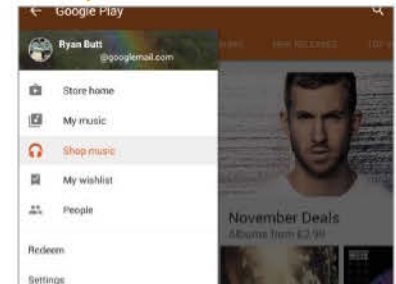 Google Play
Ryan Butt
@googlemail.com
NEW RELEASES
Store home
My music
Shop music
My wishlist
People
Redeem
Settings
November Deals
Albums from £2.99